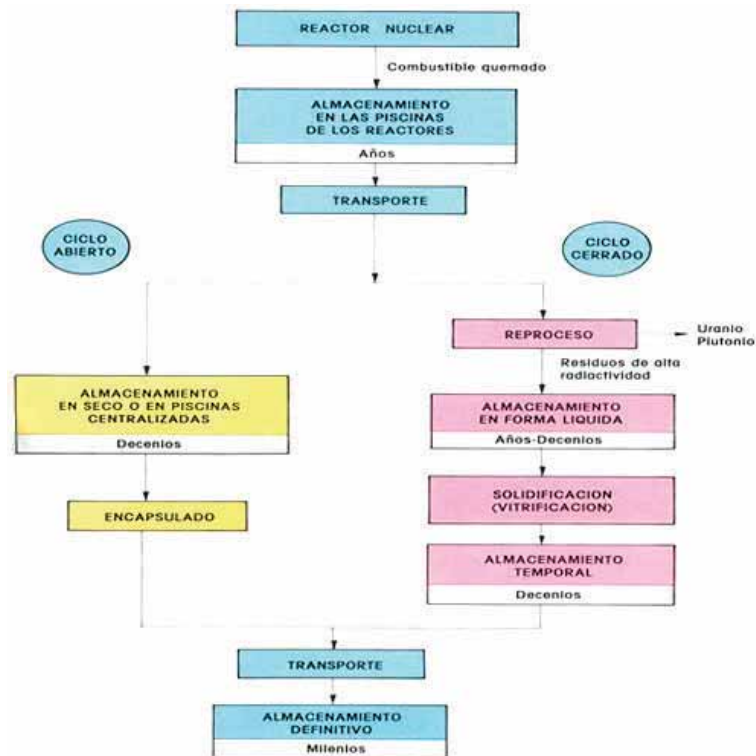 REACTOR NUCLEAR
Combustible quemado
ALMACENAMIENTO
EN LAS PISCINAS
DE LOS REACTORES
Años
TRANSPORTE
CICLO
ABIERTO
CICLO
CERRADO
REPROCESO
Uranio
Plutonio
Residuos de alta
radiactividad
ALMACENAMIENTO
EN SECO O EN PISCINAS
CENTRALIZADAS
Decenios
ENCAPSULADO
ALMACENAMIENTO
EN FORMA LIQUIDA
Años-Decenios
SOLIDIFICACION
(VITRIFICACION)
ALMACENAMIENTO
TEMPORAL
Decenios
TRANSPORTE
ALMACENAMIENTO
DEFINITIVO
Milenios